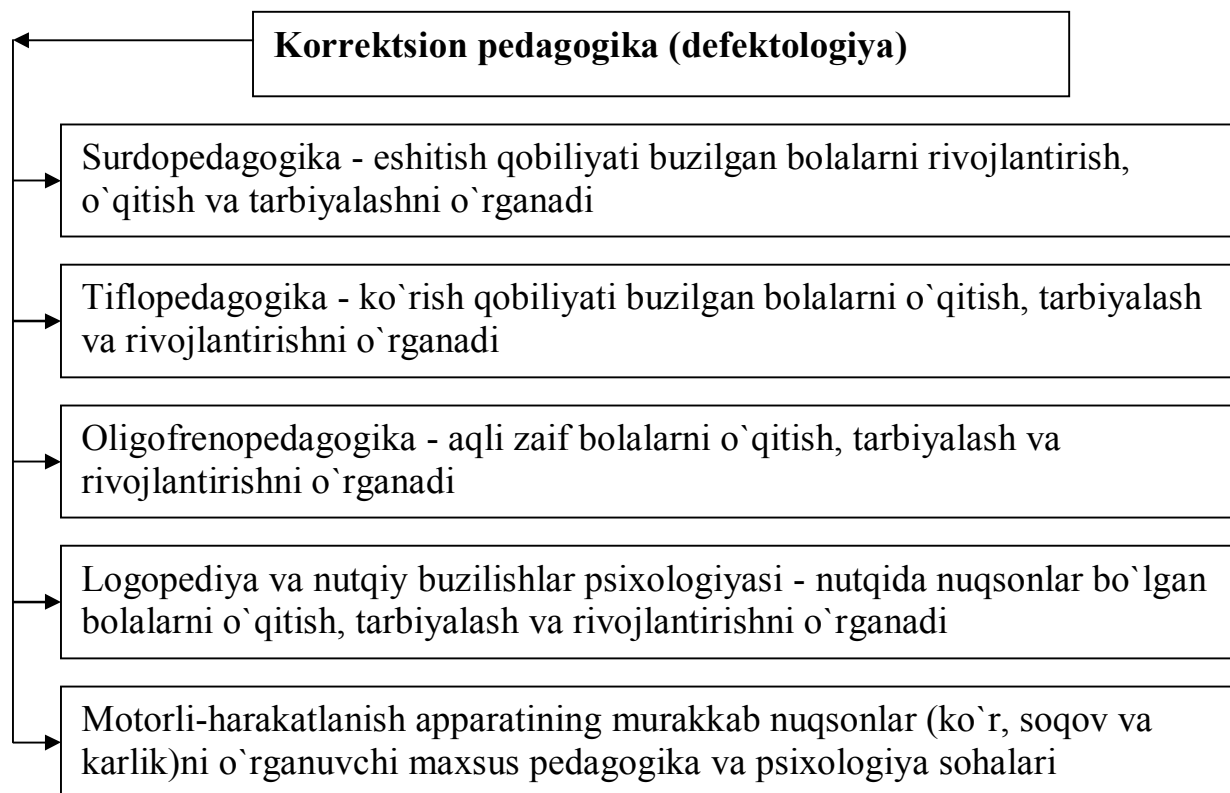 Korrektsion pedagogika (defektologiya)
Surdopedagogika - eshitish qobiliyati buzilgan bolalarni rivojlantirish,
o`qitish va tarbiyalashni o`rganadi
Tiflopedagogika - ko`rish qobiliyati buzilgan bolalarni o`qitish, tarbiyalash
va rivojlantirishni o`rganadi
Oligofrenopedagogika - aqli zaif bolalarni o`qitish, tarbiyalash va
rivojlantirishni o`rganadi
Logopediya va nutqiy buzilishlar psixologiyasi - nutqida nuqsonlar bo`lgan
bolalarni o`qitish, tarbiyalash va rivojlantirishni o`rganadi
Motorli-harakatlanish apparatining murakkab nuqsonlar (ko`r, soqov va
karlik)ni o`rganuvchi maxsus pedagogika va psixologiya sohalari